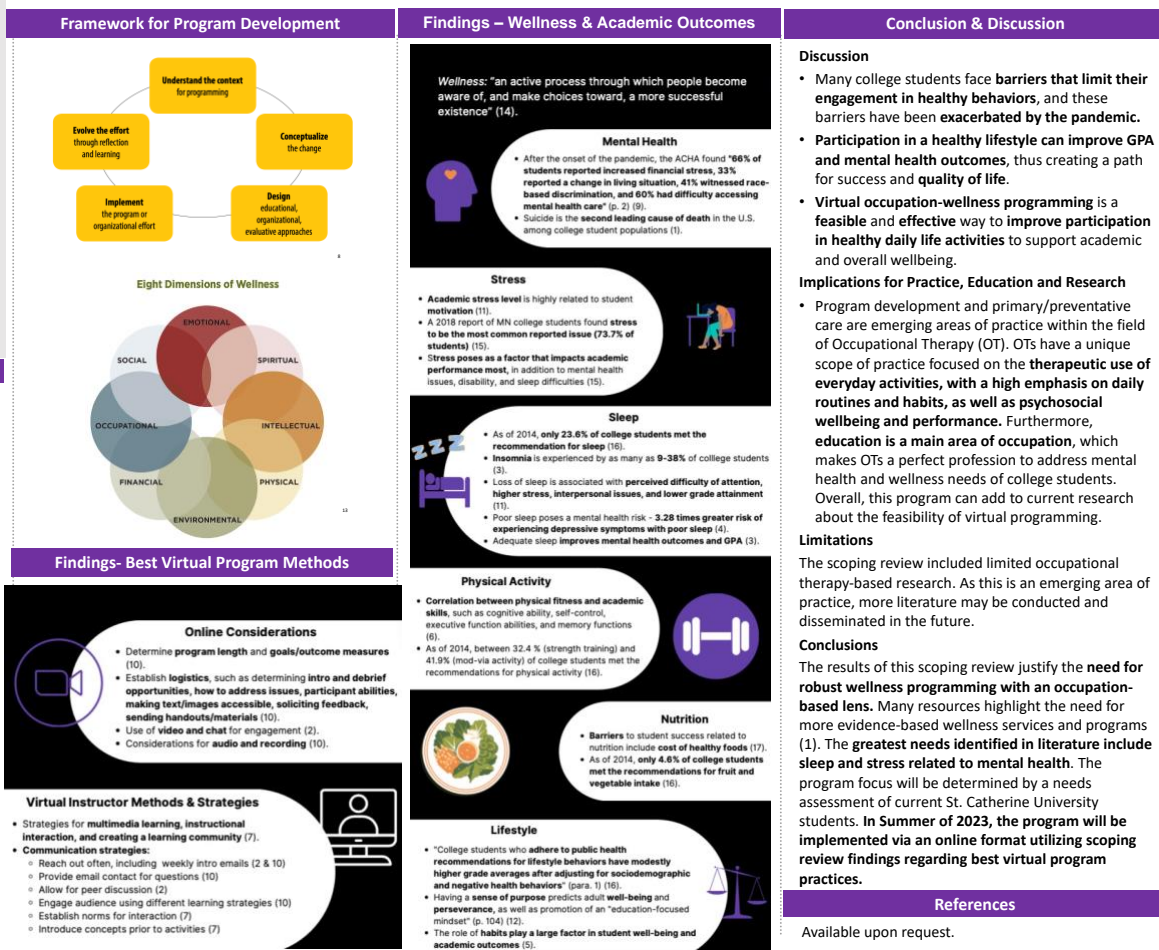 Framework for Program Development
Understand the context
for programming
Evolve the effort
through reflection
and learning
Conceptualize
the change
Implement
the program or
organizational effort
Design
educational,
organizational,
evaluative approaches
8
Eight Dimensions of Wellness
EMOTIONAL
SOCIAL
SPIRITUAL
OCCUPATIONAL
INTELLECTUAL
FINANCIAL
PHYSICAL
ENVIRONMENTAL
13
Findings- Best Virtual Program Methods
Online Considerations
• Determine program length and goals/outcome measures
(10).
• Establish logistics, such as determining intro and debrief
opportunities, how to address issues, participant abilities,
making text/images accessible, soliciting feedback,
sending handouts/materials (10).
• Use of video and chat for engagement (2).
• Considerations for audio and recording (10).
Virtual Instructor Methods & Strategies
• Strategies for multimedia learning, instructional
interaction, and creating a learning community (7).
• Communication strategies:
◦ Reach out often, including weekly intro emails (2 & 10)
◦ Provide email contact for questions (10)
◦ Allow for peer discussion (2)
◦ Engage audience using different learning strategies (10)
◦ Establish norms for interaction (7)
◦ Introduce concepts prior to activities (7)
Findings – Wellness & Academic Outcomes
Wellness: "an active process through which people become
aware of, and make choices toward, a more successful
existence" (14).
Mental Health
• After the onset of the pandemic, the ACHA found "66% of
students reported increased financial stress, 33%
reported a change in living situation, 41% witnessed race-
based discrimination, and 60% had difficulty accessing
mental health care" (p. 2) (9).
• Suicide is the second leading cause of death in the U.S.
among college student populations (1).
Stress
• Academic stress level is highly related to student
motivation (11).
• A 2018 report of MN college students found stress
to be the most common reported issue (73.7% of
students) (15).
• Stress poses as a factor that impacts academic
performance most, in addition to mental health
issues, disability, and sleep difficulties (15).
Sleep
• As of 2014, only 23.6% of college students met the
recommendation for sleep (16).
• Insomnia is experienced by as many as 9-38% of college students
(3).
• Loss of sleep is associated with perceived difficulty of attention,
higher stress, interpersonal issues, and lower grade attainment
(11).
• Poor sleep poses a mental health risk - 3.28 times greater risk of
experiencing depressive symptoms with poor sleep (4).
• Adequate sleep improves mental health outcomes and GPA (3).
Z Z Z
Physical Activity
• Correlation between physical fitness and academic
skills, such as cognitive ability, self-control,
executive function abilities, and memory functions
(6).
• As of 2014, between 32.4 % (strength training) and
41.9% (mod-via activity) of college students met the
recommendations for physical activity (16).
Nutrition
• Barriers to student success related to
nutrition include cost of healthy foods (17).
• As of 2014, only 4.6% of college students
met the recommendations for fruit and
vegetable intake (16).
Lifestyle
• "College students who adhere to public health
recommendations for lifestyle behaviors have modestly
higher grade averages after adjusting for sociodemographic
and negative health behaviors" (para. 1) (16).
• Having a sense of purpose predicts adult well-being and
perseverance, as well as promotion of an "education-focused
mindset" (p. 104) (12).
• The role of habits play a large factor in student well-being and
academic outcomes (5).
Conclusion & Discussion
Discussion
• Many college students face barriers that limit their
engagement in healthy behaviors, and these
barriers have been exacerbated by the pandemic.
• Participation in a healthy lifestyle can improve GPA
and mental health outcomes, thus creating a path
for success and quality of life.
• Virtual occupation-wellness programming is a
feasible and effective way to improve participation
in healthy daily life activities to support academic
and overall wellbeing.
Implications for Practice, Education and Research
• Program development and primary/preventative
care are emerging areas of practice within the field
of Occupational Therapy (OT). OTs have a unique
scope of practice focused on the therapeutic use of
everyday activities, with a high emphasis on daily
routines and habits, as well as psychosocial
wellbeing and performance. Furthermore,
education is a main area of occupation, which
makes OTs a perfect profession to address mental
health and wellness needs of college students.
Overall, this program can add to current research
about the feasibility of virtual programming.
Limitations
The scoping review included limited occupational
therapy-based research. As this is an emerging area of
practice, more literature may be conducted and
disseminated in the future.
Conclusions
The results of this scoping review justify the need for
robust wellness programming with an occupation-
based lens. Many resources highlight the need for
more evidence-based wellness services and programs
(1). The greatest needs identified in literature include
sleep and stress related to mental health. The
program focus will be determined by a needs
assessment of current St. Catherine University
students. In Summer of 2023, the program will be
implemented via an online format utilizing scoping
review findings regarding best virtual program
practices.
References
Available upon request.